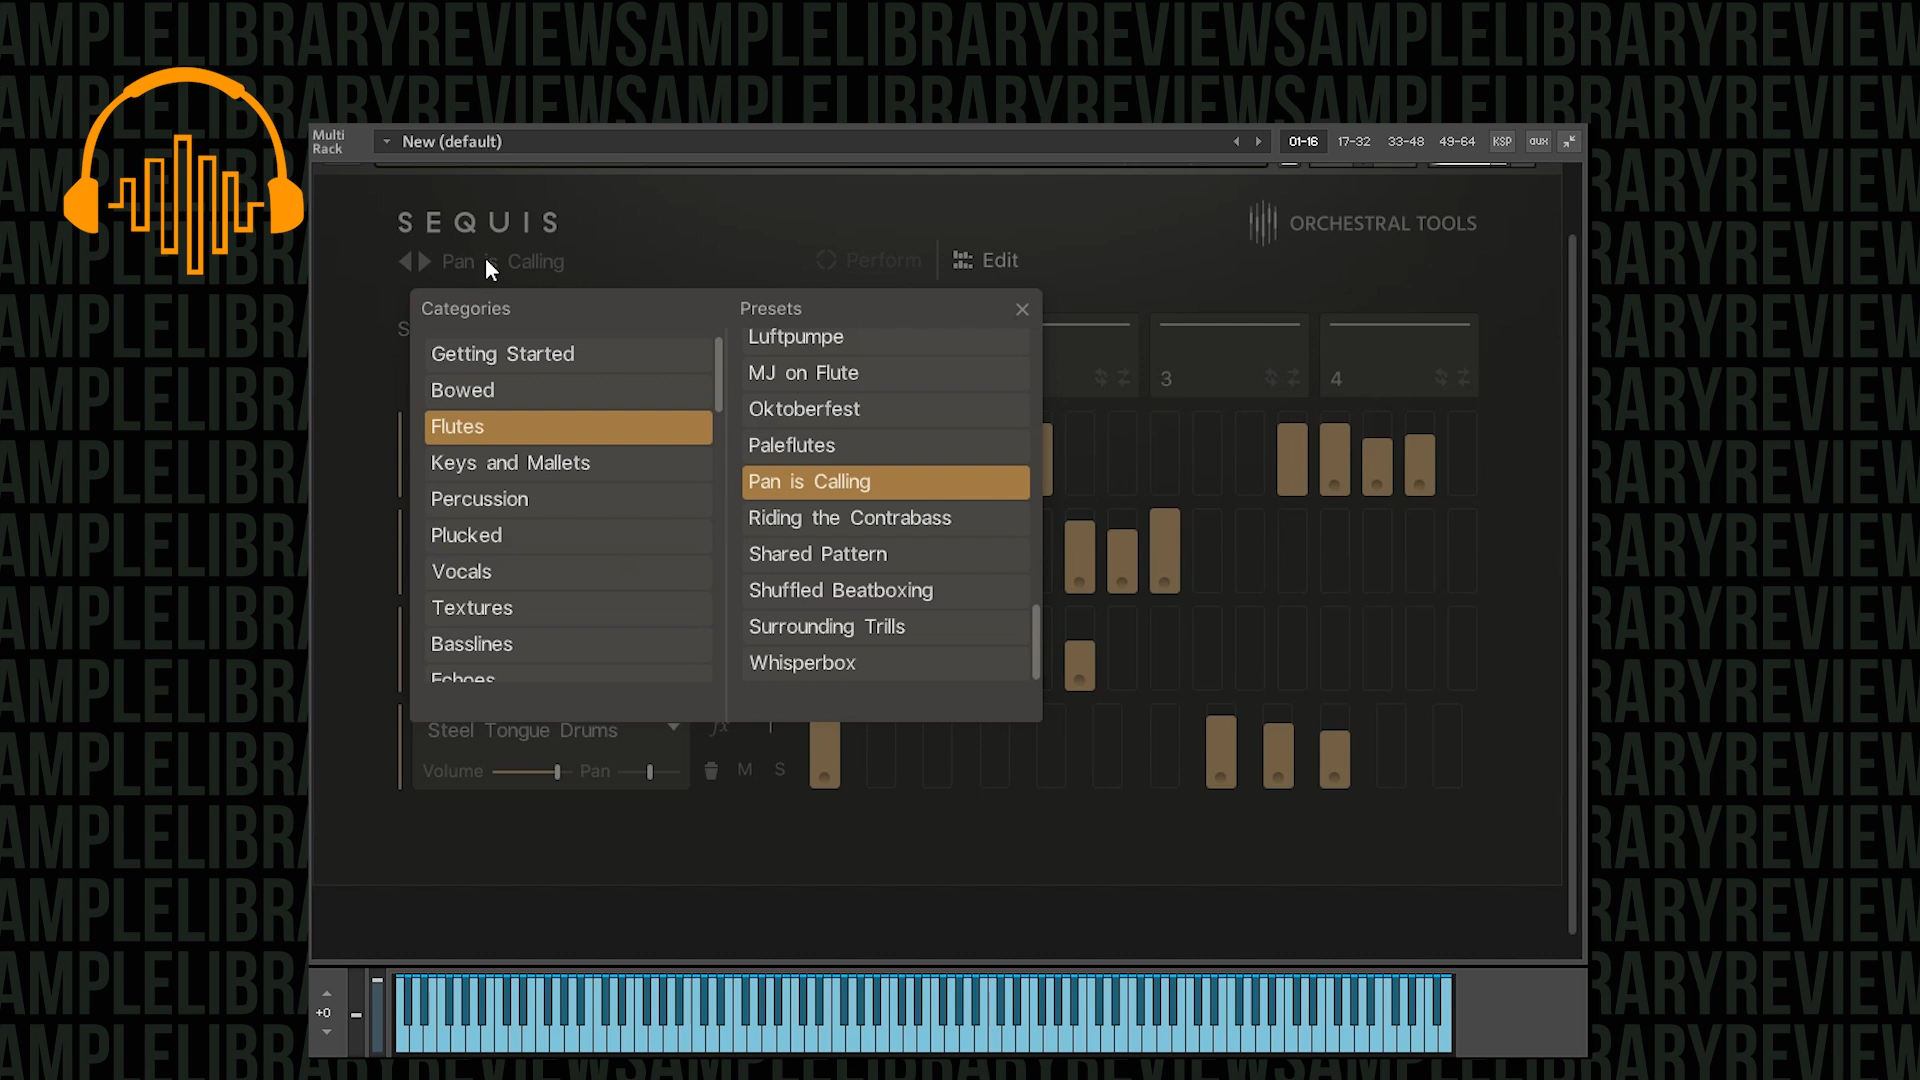 SAMPLELIBRARYREVIEW
Multi
Rack
New (default)
01-16
17-32
33-48
49-64
KSP
aux
SEQUIS
ORCHESTRAL TOOLS
Pan is Calling
Perform
Edit
Categories
Presets
Getting Started
Bowed
Flutes
Keys and Mallets
Percussion
Plucked
Vocals
Textures
Basslines
Echoes
Luftpumpe
MJ on Flute
Oktoberfest
Paleflutes
Pan is Calling
Riding the Contrabass
Shared Pattern
Shuffled Beatboxing
Surrounding Trills
Whisperbox
3
4
Steel Tongue Drums
fx
Volume
Pan
M
S
+0